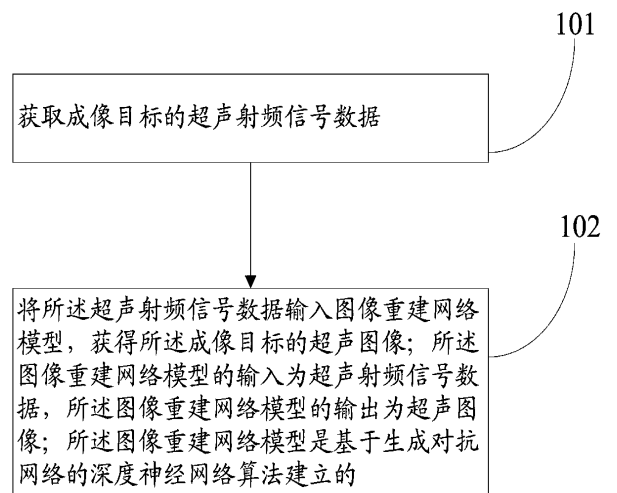 101
获取成像目标的超声射频信号数据
102
将所述超声射频信号数据输入图像重建网络
模型，获得所述成像目标的超声图像；所述
图像重建网络模型的输入为超声射频信号数
据，所述图像重建网络模型的输出为超声图
像；所述图像重建网络模型是基于生成对抗
网络的深度神经网络算法建立的